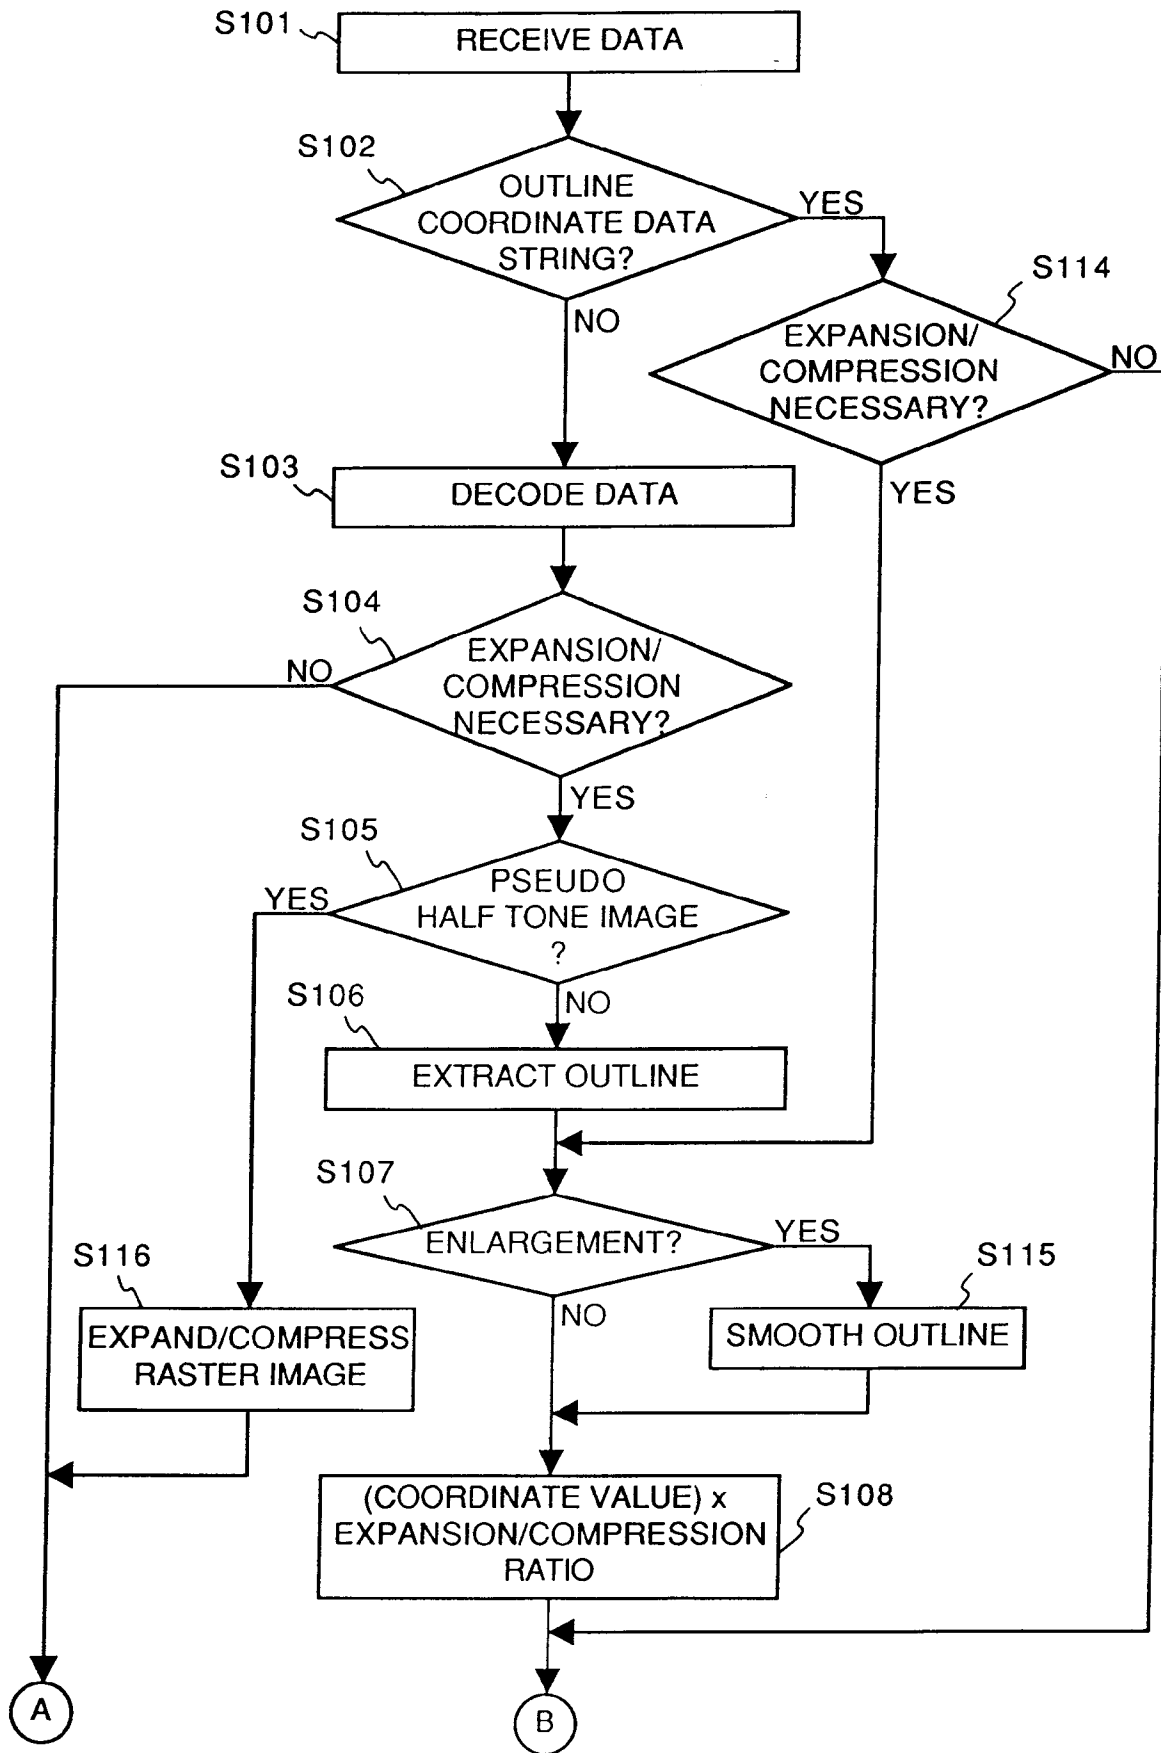 S101
RECEIVE DATA
S102
OUTLINE
COORDINATE DATA
STRING?
YES
NO
S114
EXPANSION/
COMPRESSION
NECESSARY?
NO
YES
S103
DECODE DATA
S104
EXPANSION/
COMPRESSION
NECESSARY?
NO
YES
S105
PSEUDO
HALF TONE IMAGE
?
YES
NO
S106
EXTRACT OUTLINE
S107
ENLARGEMENT?
YES
NO
S115
SMOOTH OUTLINE
S116
EXPAND/COMPRESS
RASTER IMAGE
(COORDINATE VALUE) x
EXPANSION/COMPRESSION
RATIO
S108
A
B